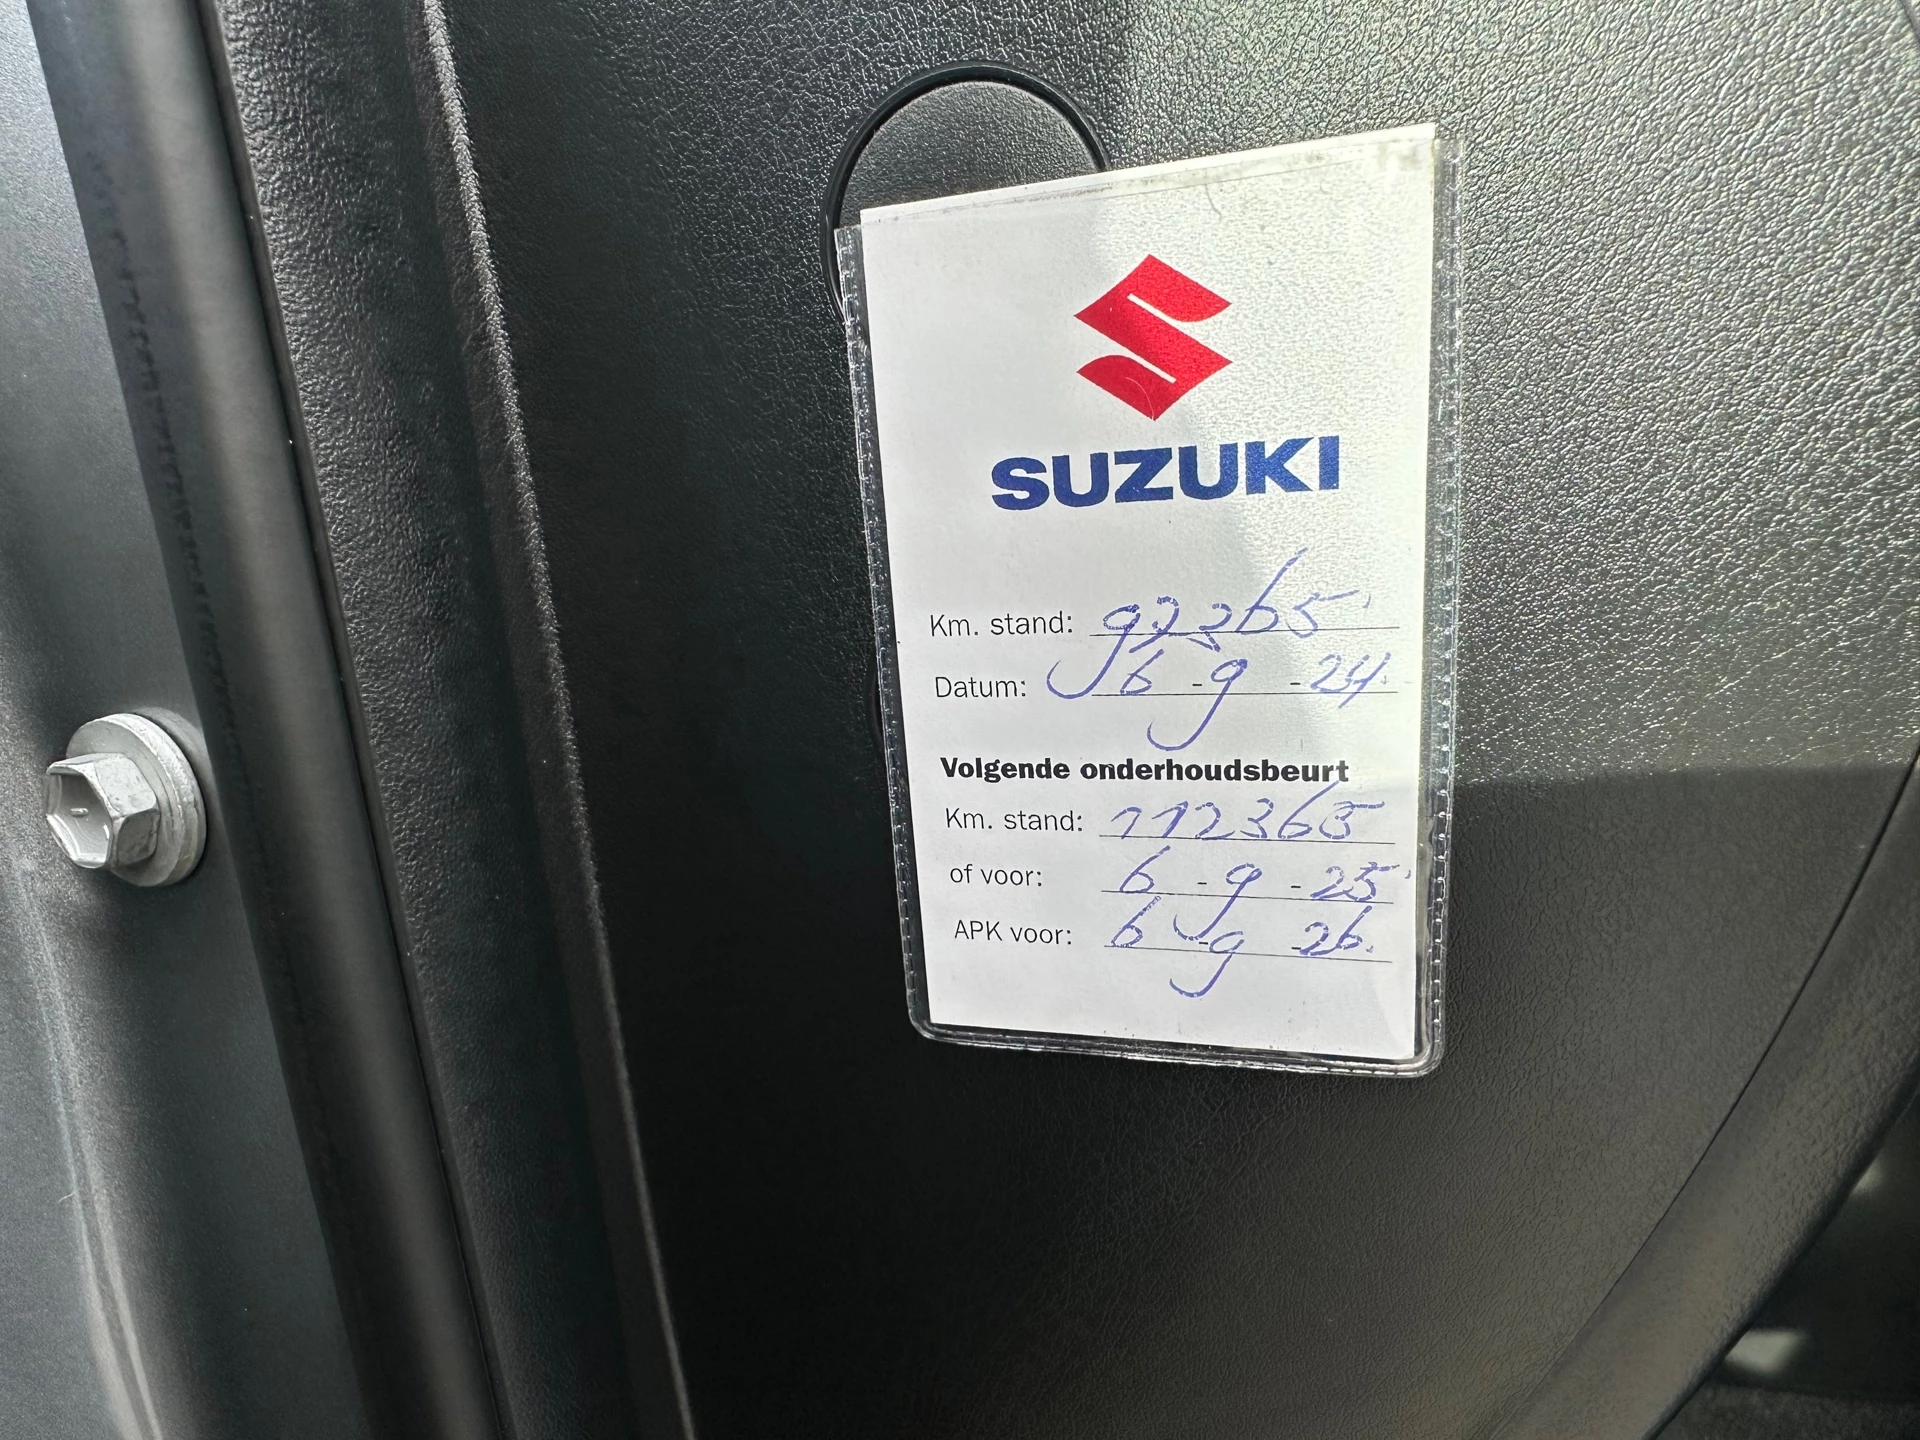 SUZUKI
Km. stand: 97365
Datum: 6 - 9 - 24
Volgende onderhoudsbeurt
Km. stand: 112365
of voor: 6 - 9 - 25
APK voor: 6 - 9 - 26